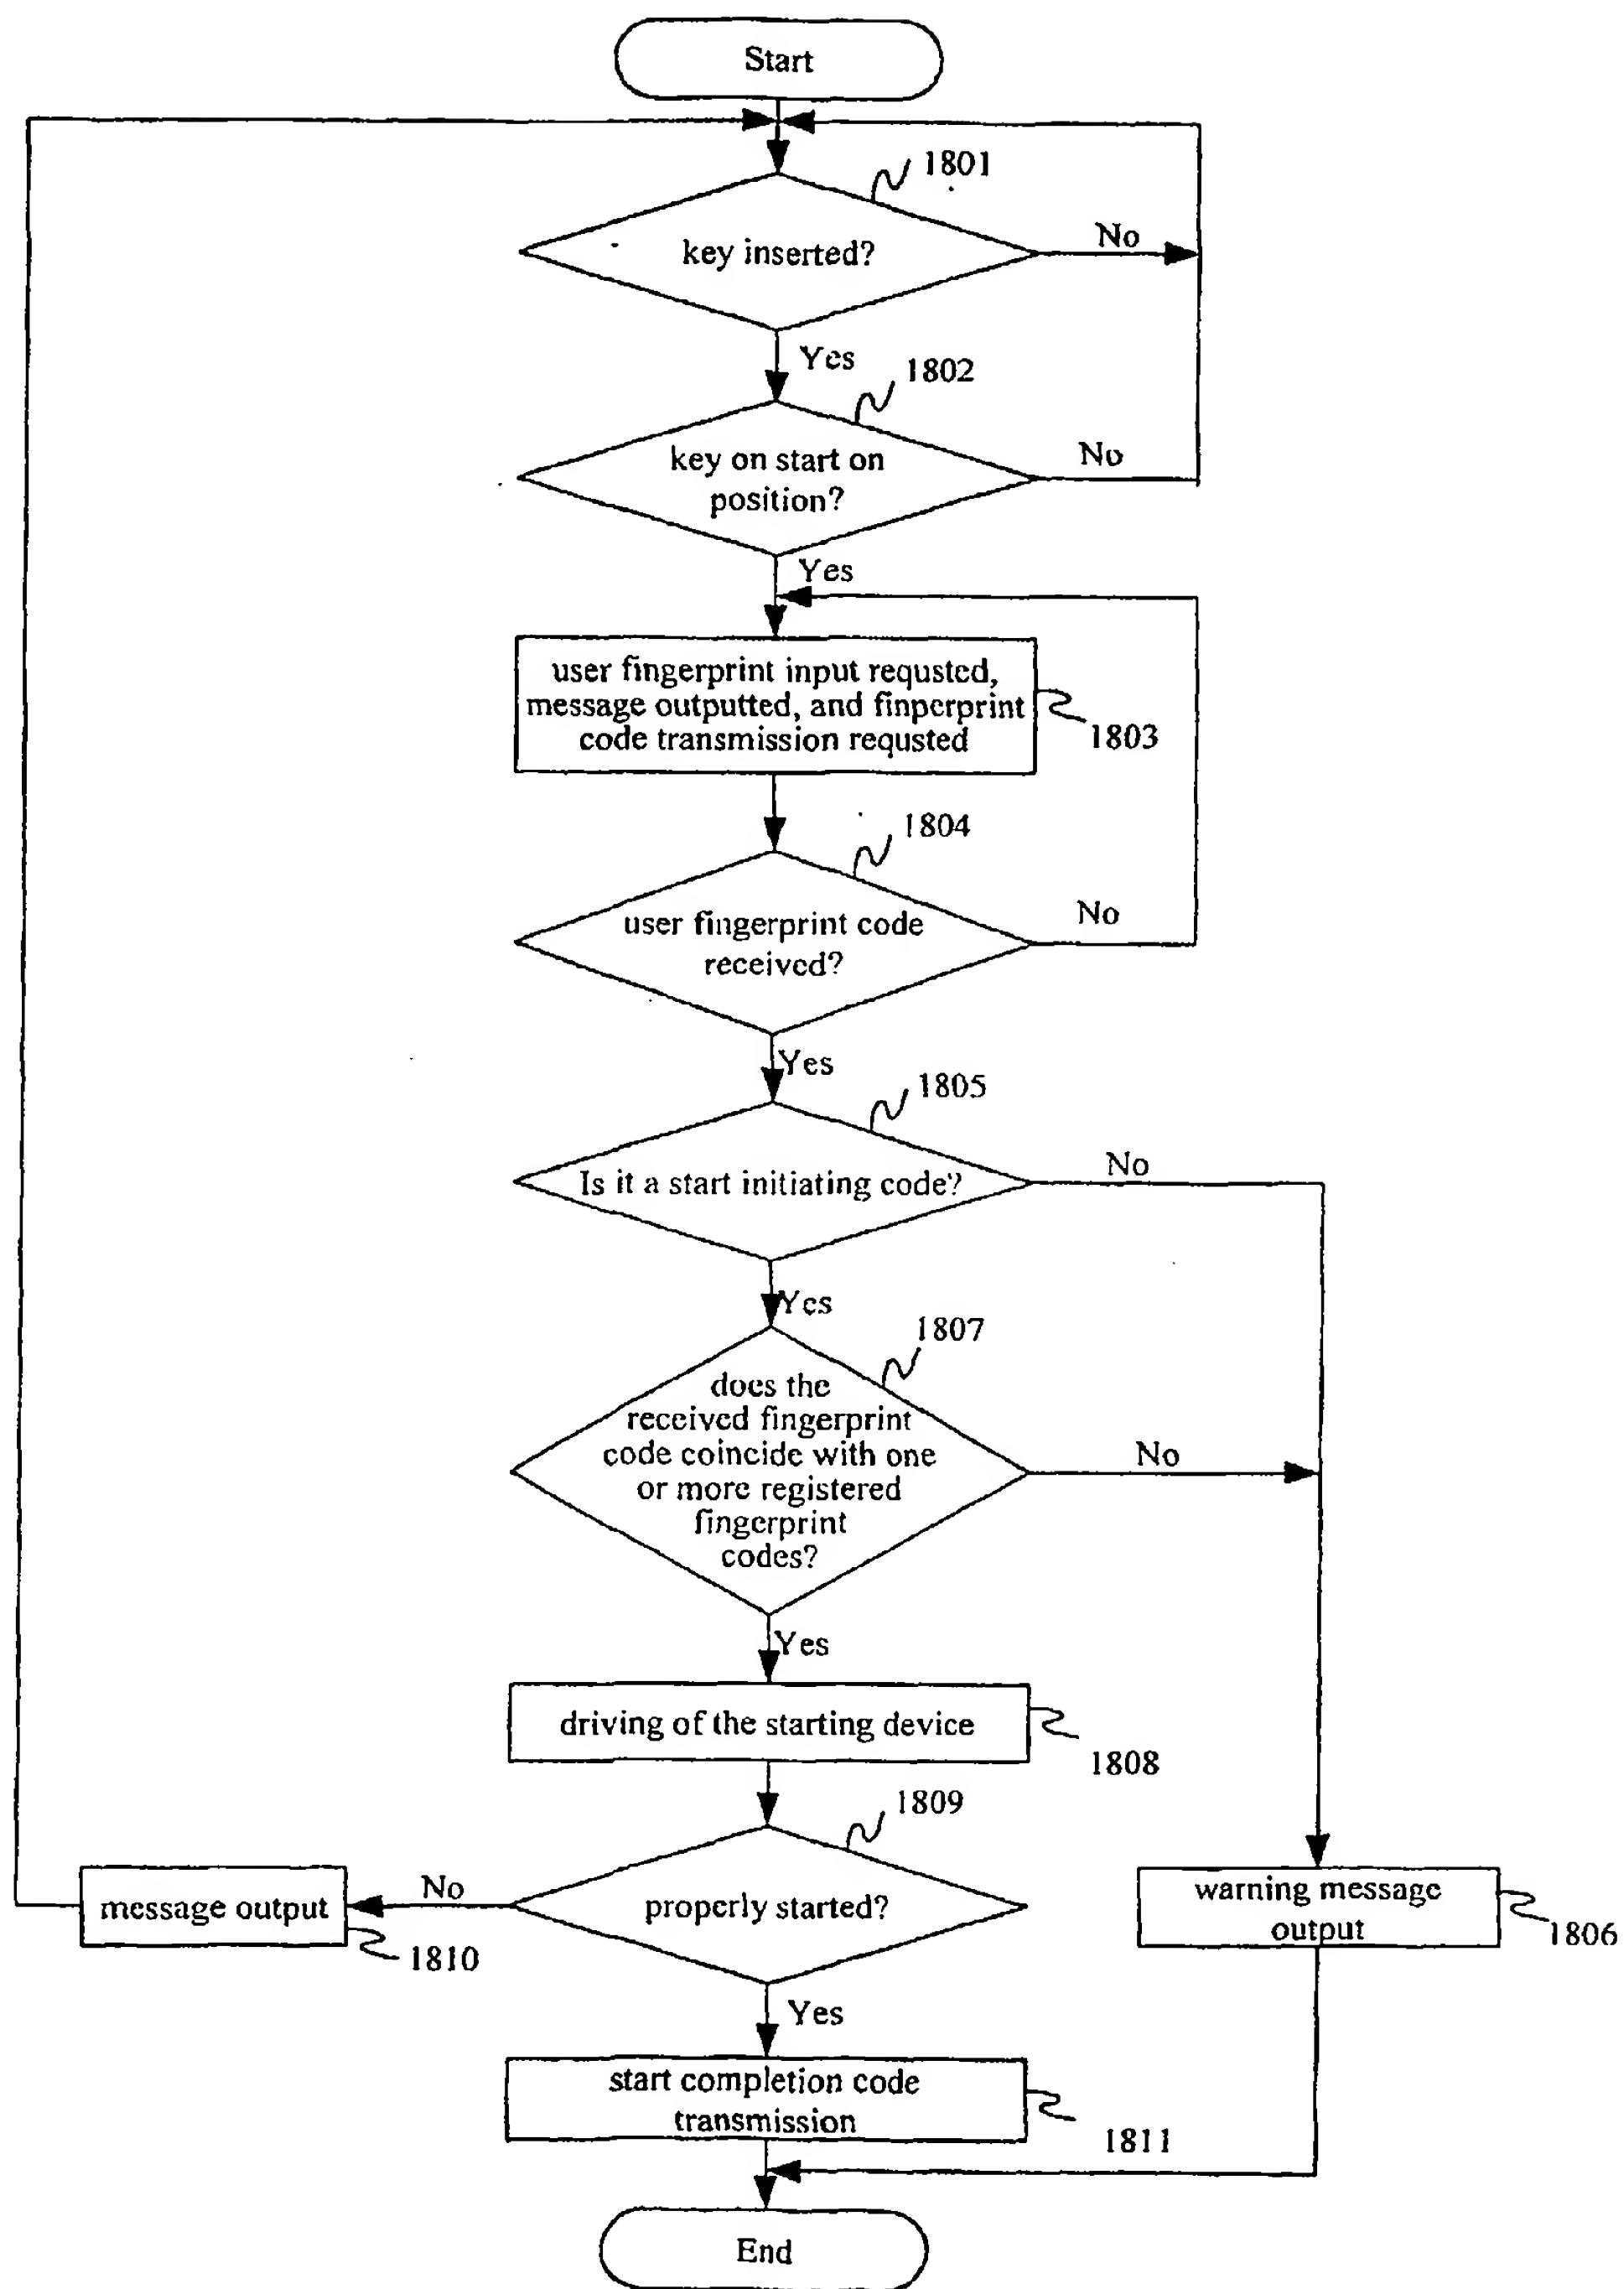 Start
1801
key inserted?
No
Yes
1802
key on start on
position?
No
Yes
user fingerprint input requsted,
message outputted, and finperprint
code transmission requsted
1803
1804
user fingerprint code
received?
No
Yes
1805
Is it a start initiating code?
No
Yes
1807
does the
received fingerprint
code coincide with one
or more registered
fingerprint
codes?
No
Yes
driving of the starting device
1808
1809
properly started?
No
message output
1810
warning message
output
1806
Yes
start completion code
transmission
1811
End